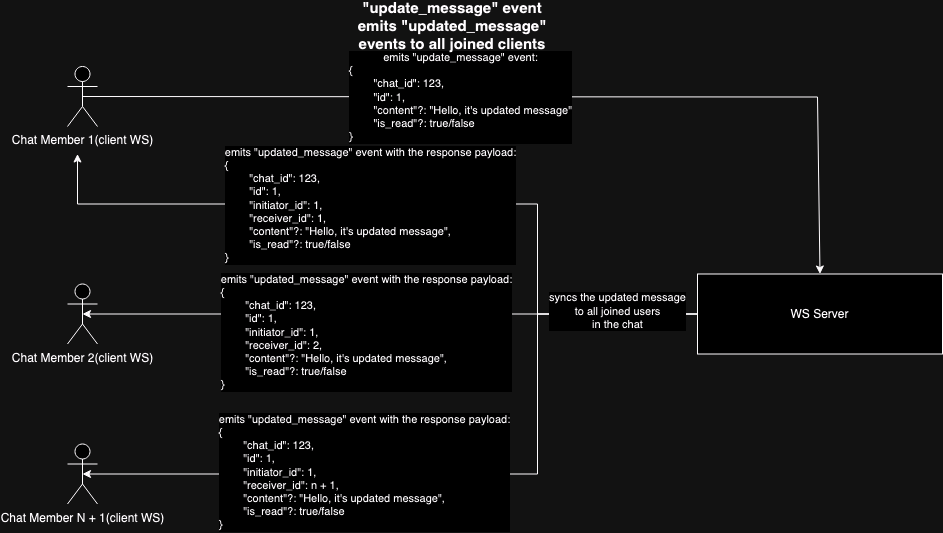 "update_message" event
emits "updated_message"
events to all joined clients
emits "update_message" event:
{
"chat_id": 123,
"id": 1,
"content"?: "Hello, it's updated message"
"is_read"?: true/false
}
Chat Member 1(client WS)
emits "updated_message" event with the response payload:
{
"chat_id": 123,
"id": 1,
"initiator_id": 1,
"receiver_id": 1,
"content"?: "Hello, it's updated message",
"is_read"?: true/false
}
emits "updated_message" event with the response payload:
{
"chat_id": 123,
"id": 1,
"initiator_id": 1,
"receiver_id": 2,
"content"?: "Hello, it's updated message",
"is_read"?: true/false
}
Chat Member 2(client WS)
syncs the updated message
to all joined users
in the chat
WS Server
emits "updated_message" event with the response payload:
{
"chat_id": 123,
"id": 1,
"initiator_id": 1,
"receiver_id": n + 1,
"content"?: "Hello, it's updated message",
"is_read"?: true/false
}
Chat Member N + 1(client WS)